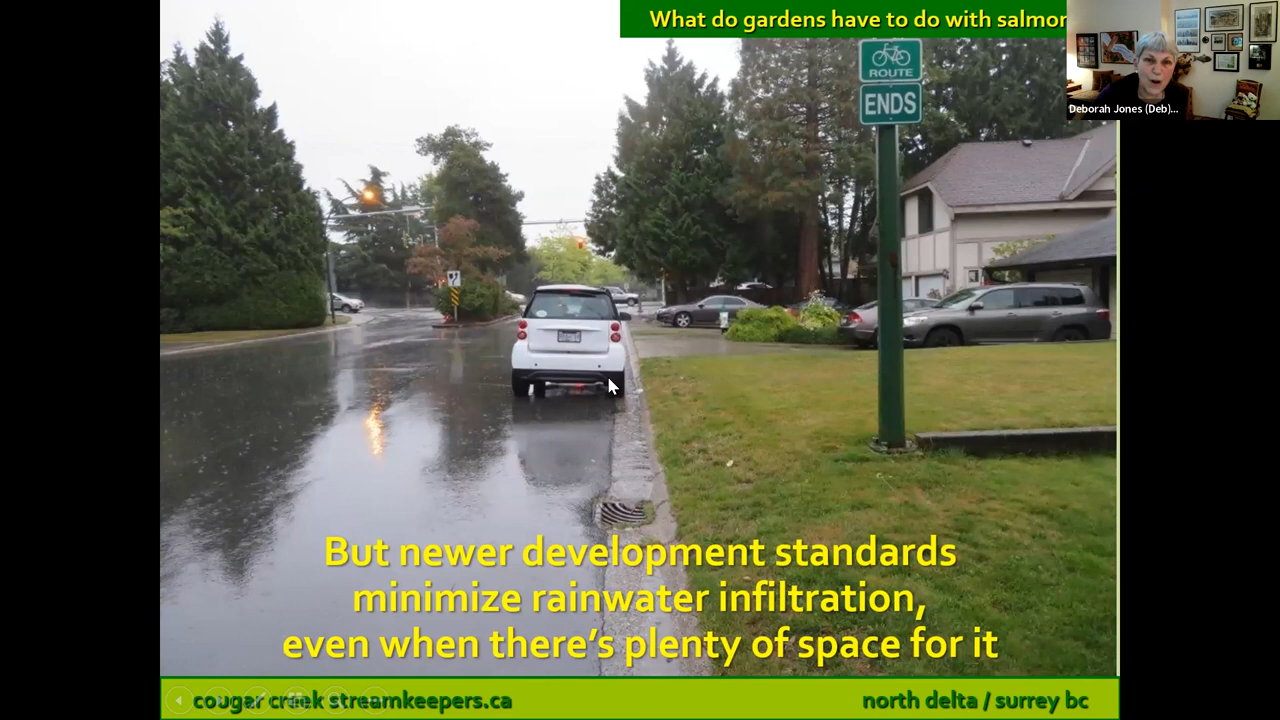 What do gardens have to do with salmon
Deborah Jones (Deb)...
ROUTE
ENDS
But newer development standards
minimize rainwater infiltration,
even when there's plenty of space for it
cougar creek streamkeepers.ca
north delta / surrey bc